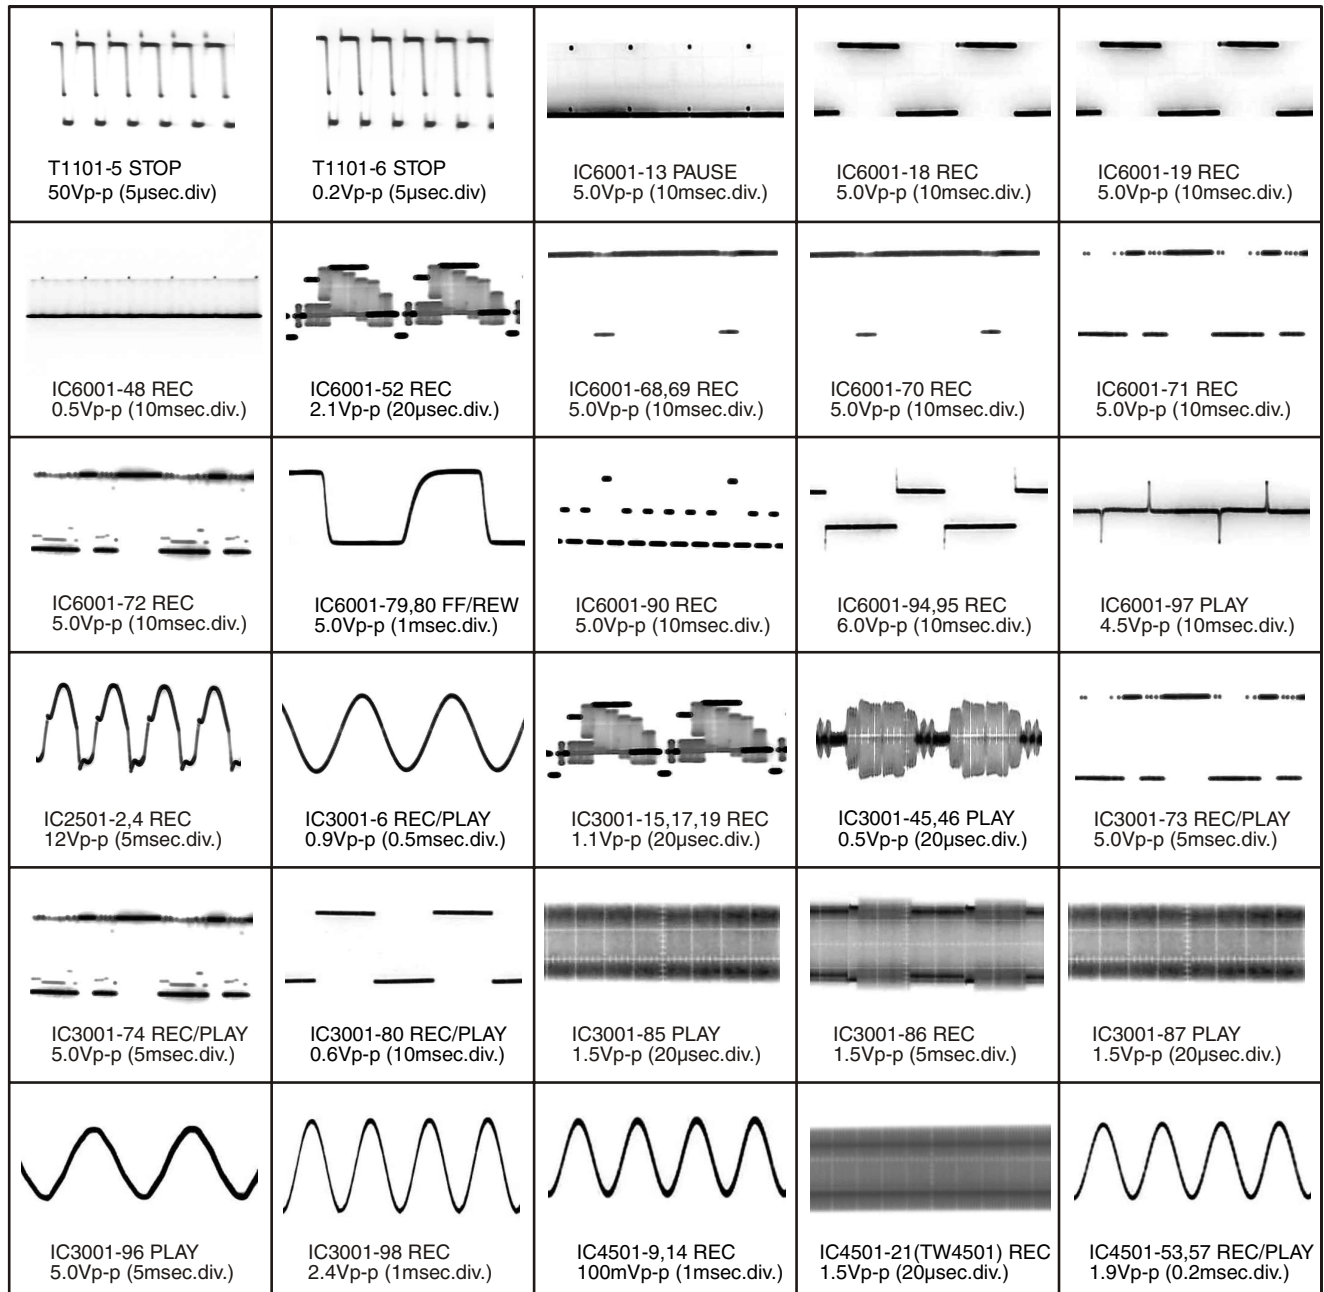 T1101-5 STOP
50Vp-p (5µsec.div)
T1101-6 STOP
0.2Vp-p (5µsec.div)
IC6001-13 PAUSE
5.0Vp-p (10msec.div.)
IC6001-18 REC
5.0Vp-p (10msec.div.)
IC6001-19 REC
5.0Vp-p (10msec.div.)
IC6001-48 REC
0.5Vp-p (10msec.div.)
IC6001-52 REC
2.1Vp-p (20µsec.div.)
IC6001-68,69 REC
5.0Vp-p (10msec.div.)
IC6001-70 REC
5.0Vp-p (10msec.div.)
IC6001-71 REC
5.0Vp-p (10msec.div.)
IC6001-72 REC
5.0Vp-p (10msec.div.)
IC6001-79,80 FF/REW
5.0Vp-p (1msec.div.)
IC6001-90 REC
5.0Vp-p (10msec.div.)
IC6001-94,95 REC
6.0Vp-p (10msec.div.)
IC6001-97 PLAY
4.5Vp-p (10msec.div.)
IC2501-2,4 REC
12Vp-p (5msec.div.)
IC3001-6 REC/PLAY
0.9Vp-p (0.5msec.div.)
IC3001-15,17,19 REC
1.1Vp-p (20µsec.div.)
IC3001-45,46 PLAY
0.5Vp-p (20µsec.div.)
IC3001-73 REC/PLAY
5.0Vp-p (5msec.div.)
IC3001-74 REC/PLAY
5.0Vp-p (5msec.div.)
IC3001-80 REC/PLAY
0.6Vp-p (10msec.div.)
IC3001-85 PLAY
1.5Vp-p (20µsec.div.)
IC3001-86 REC
1.5Vp-p (5msec.div.)
IC3001-87 PLAY
1.5Vp-p (20µsec.div.)
IC3001-96 PLAY
5.0Vp-p (5msec.div.)
IC3001-98 REC
2.4Vp-p (1msec.div.)
IC4501-9,14 REC
100mVp-p (1msec.div.)
IC4501-21(TW4501) REC
1.5Vp-p (20µsec.div.)
IC4501-53,57 REC/PLAY
1.9Vp-p (0.2msec.div.)